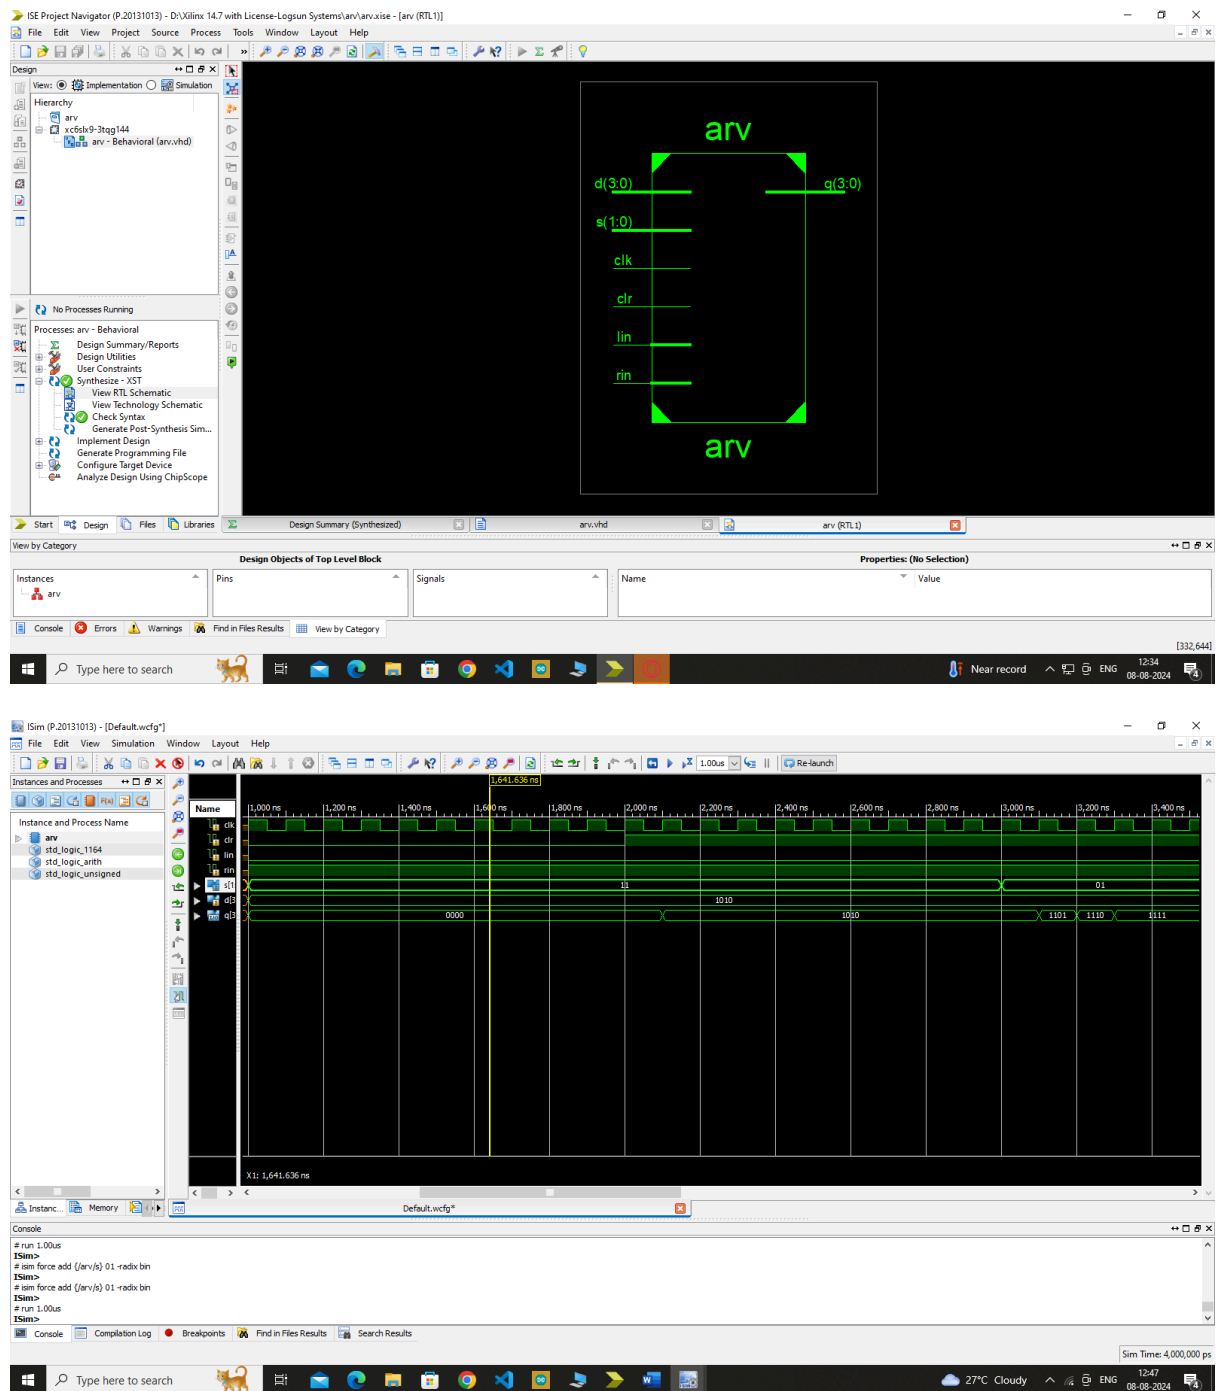 ISE Project Navigator (P.20131013) - D:\Xilinx 14.7 with License-Logsun Systems\arv\arv.xise - [arv (RTL1)]
File Edit View Project Source Process Tools Window Layout Help
Design
View: Implementation Simulation
Hierarchy
arv
xc6slx9-3tqg144
arv - Behavioral (arv.vhd)
No Processes Running
Processes: arv - Behavioral
Design Summary/Reports
Design Utilities
User Constraints
Synthesize - XST
View RTL Schematic
View Technology Schematic
Check Syntax
Generate Post-Synthesis Sim...
Implement Design
Generate Programming File
Configure Target Device
Analyze Design Using ChipScope
arv
d(3:0) q(3:0)
s(1:0)
clk
clr
lin
rin
arv
Start Design Files Libraries Design Summary (Synthesized) arv.vhd arv (RTL1)
View by Category
Design Objects of Top Level Block Properties: (No Selection)
Instances Pins Signals Name Value
arv
Console Errors Warnings Find in Files Results View by Category
[332,644]
Type here to search Near record ENG 12:34
08-08-2024
4
ISim (P.20131013) - [Default.wcfg*]
File Edit View Simulation Window Layout Help
1.00us Re-launch
Instances and Processes
Instance and Process Name
arv
std_logic_1164
std_logic_arith
std_logic_unsigned
1,641.636 ns
Name 1,000 ns 1,200 ns 1,400 ns 1,600 ns 1,800 ns 2,000 ns 2,200 ns 2,400 ns 2,600 ns 2,800 ns 3,000 ns 3,200 ns 3,400 ns
clk
clr
lin
rin
s[1 11 01
d[3 1010
q[3 0000 1010 1101 1110 1111
X1: 1,641.636 ns
Instanc... Memory Default.wcfg*
Console
# run 1.00us
ISim>
# isim force add {/arv/s} 01 -radix bin
ISim>
# isim force add {/arv/s} 01 -radix bin
ISim>
# run 1.00us
ISim>
Console Compilation Log Breakpoints Find in Files Results Search Results
Sim Time: 4,000,000 ps
Type here to search 27°C Cloudy ENG 12:47
08-08-2024
4